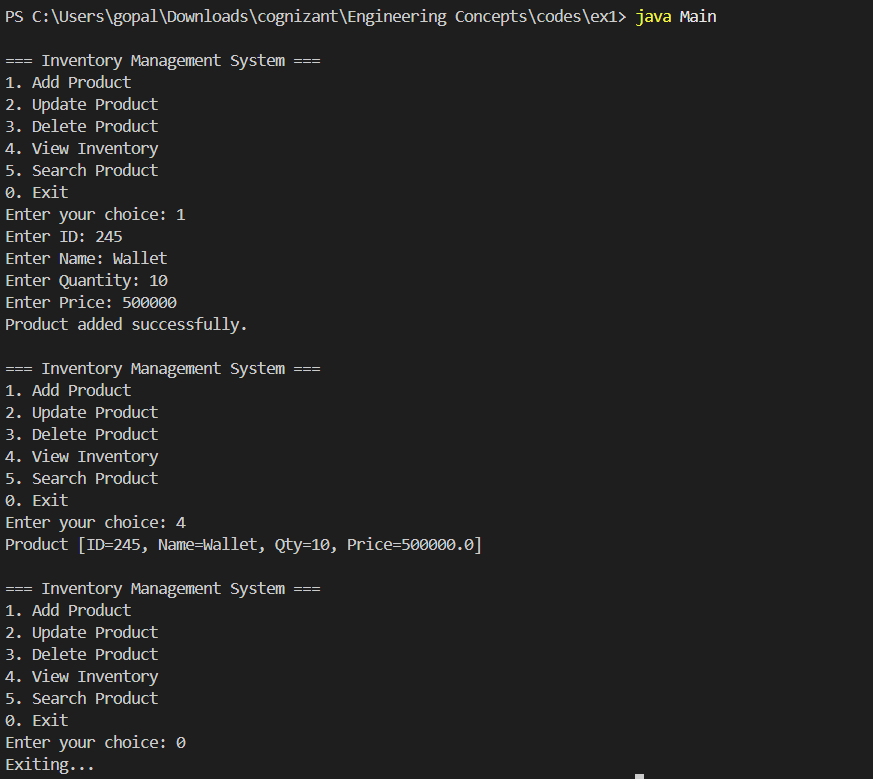 PS C:\Users\gopal\Downloads\cognizant\Engineering Concepts\codes\ex1> java Main
=== Inventory Management System ===
1. Add Product
2. Update Product
3. Delete Product
4. View Inventory
5. Search Product
0. Exit
Enter your choice: 1
Enter ID: 245
Enter Name: Wallet
Enter Quantity: 10
Enter Price: 500000
Product added successfully.
=== Inventory Management System ===
1. Add Product
2. Update Product
3. Delete Product
4. View Inventory
5. Search Product
0. Exit
Enter your choice: 4
Product [ID=245, Name=Wallet, Qty=10, Price=500000.0]
=== Inventory Management System ===
1. Add Product
2. Update Product
3. Delete Product
4. View Inventory
5. Search Product
0. Exit
Enter your choice: 0
Exiting...